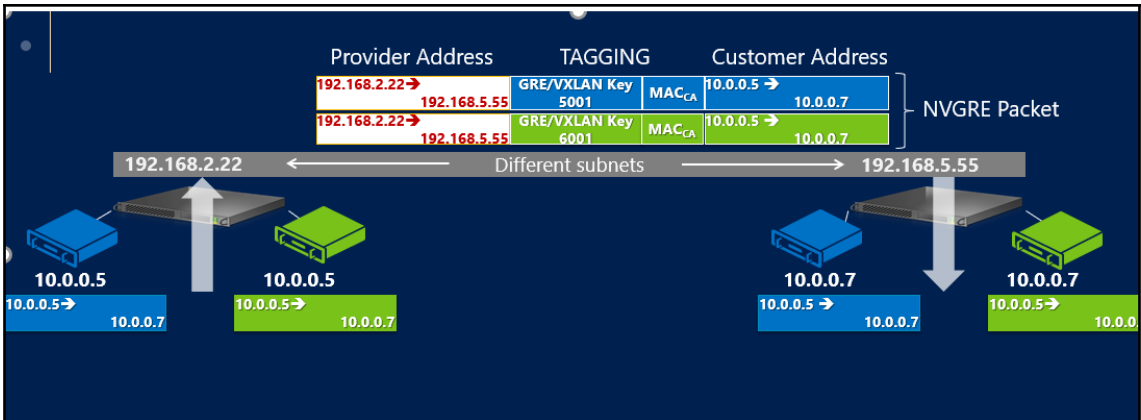 Provider Address TAGGING Customer Address
192.168.2.22➔ GRE/VXLAN Key 10.0.0.5 ➔
192.168.5.55 5001 MACCA 10.0.0.7
NVGRE Packet
192.168.2.22➔ GRE/VXLAN Key 10.0.0.5 ➔
192.168.5.55 6001 MACCA 10.0.0.7
192.168.2.22 Different subnets 192.168.5.55
10.0.0.5 10.0.0.5 10.0.0.7 10.0.0.7
10.0.0.5➔ 10.0.0.5➔ 10.0.0.5 ➔ 10.0.0.5➔
10.0.0.7 10.0.0.7 10.0.0.7 10.0.0.